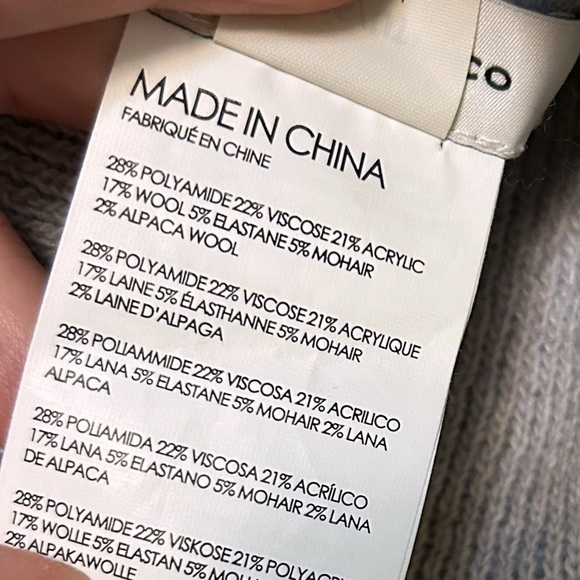 CO
MADE IN CHINA
FABRIQUÉ EN CHINE
28% POLYAMIDE 22% VISCOSE 21% ACRYLIC
17% WOOL 5% ELASTANE 5% MOHAIR
2% ALPACA WOOL
28% POLYAMIDE 22% VISCOSE 21% ACRYLIQUE
17% LAINE 5% ÉLASTHANNE 5% MOHAIR
2% LAINE D'ALPAGA
28% POLIAMMIDE 22% VISCOSA 21% ACRILICO
17% LANA 5% ELASTANE 5% MOHAIR 2% LANA
ALPACA
28% POLIAMIDA 22% VISCOSA 21% ACRÍLICO
17% LANA 5% ELASTANO 5% MOHAIR 2% LANA
DE ALPACA
28% POLYAMIDE 22% VISKOSE 21%
17% WOLLE 5% ELASTAN 5%
2% ALPAKAWOLLE